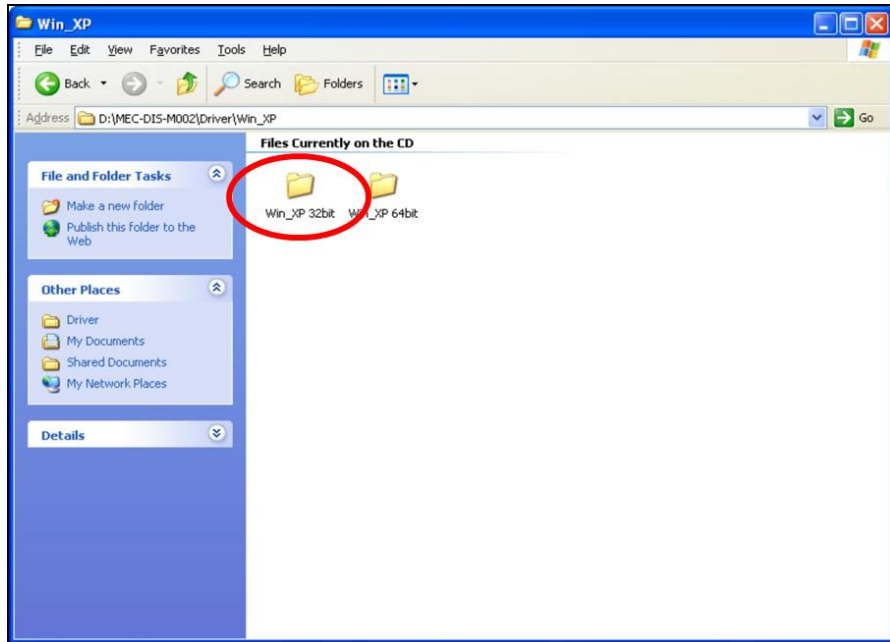 Win_XP
File Edit View Favorites Tools Help
Back Search Folders
Address D:\MEC-DIS-M002\Driver\Win_XP Go
Files Currently on the CD
File and Folder Tasks
Make a new folder
Publish this folder to the
Web
Other Places
Driver
My Documents
Shared Documents
My Network Places
Details
Win_XP 32bit Win_XP 64bit